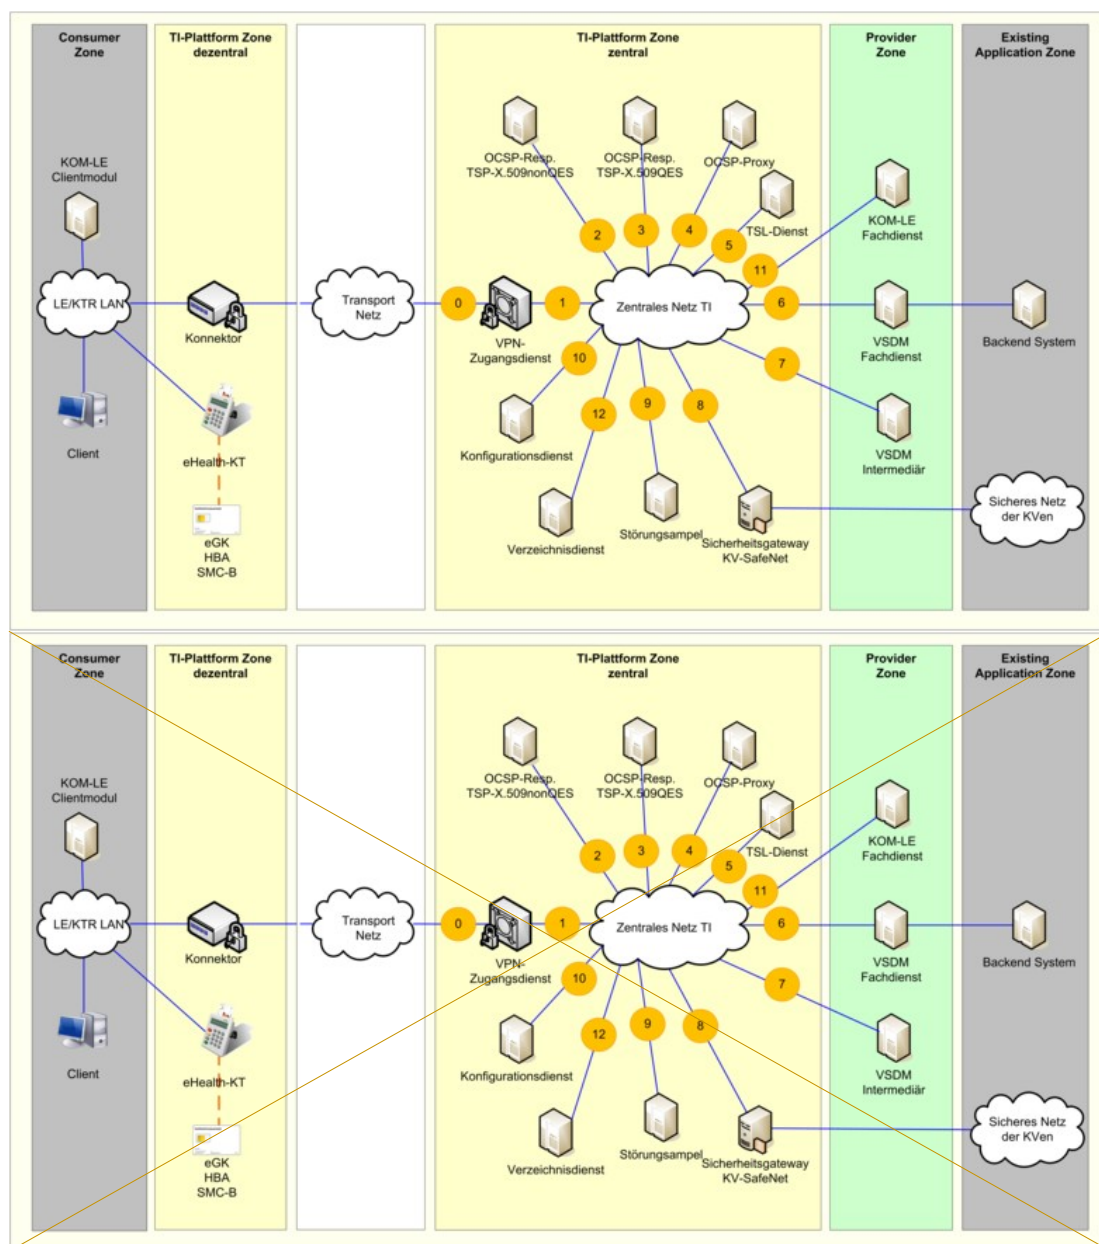 Consumer
Zone
TI-Plattform Zone
dezentral
TI-Plattform Zone
zentral
Provider
Zone
Existing
Application Zone
KOM-LE
Clientmodul
OCSP-Resp.
TSP-X.509nonQES
OCSP-Resp.
TSP-X.509QES
OCSP-Proxy
TSL-Dienst
KOM-LE
Fachdienst
2
3
4
5
11
LE/KTR LAN
Konnektor
Transport
Netz
0
VPN-
Zugangsdienst
1
Zentrales Netz TI
6
VSDM
Fachdienst
Backend System
10
7
12
9
8
Client
eHealth-KT
Konfigurationsdienst
VSDM
Intermediär
eGK
HBA
SMC-B
Verzeichnisdienst
Störungsampel
Sicherheitsgateway
KV-SafeNet
Sicheres Netz
der KVen
Consumer
Zone
TI-Plattform Zone
dezentral
TI-Plattform Zone
zentral
Provider
Zone
Existing
Application Zone
KOM-LE
Clientmodul
OCSP-Resp.
TSP-X.509nonQES
OCSP-Resp.
TSP-X.509QES
OCSP-Proxy
TSL-Dienst
KOM-LE
Fachdienst
2
3
4
5
11
LE/KTR LAN
Konnektor
Transport
Netz
0
VPN-
Zugangsdienst
1
Zentrales Netz TI
6
VSDM
Fachdienst
Backend System
10
7
12
9
8
Client
eHealth-KT
Konfigurationsdienst
VSDM
Intermediär
eGK
HBA
SMC-B
Verzeichnisdienst
Störungsampel
Sicherheitsgateway
KV-SafeNet
Sicheres Netz
der KVen